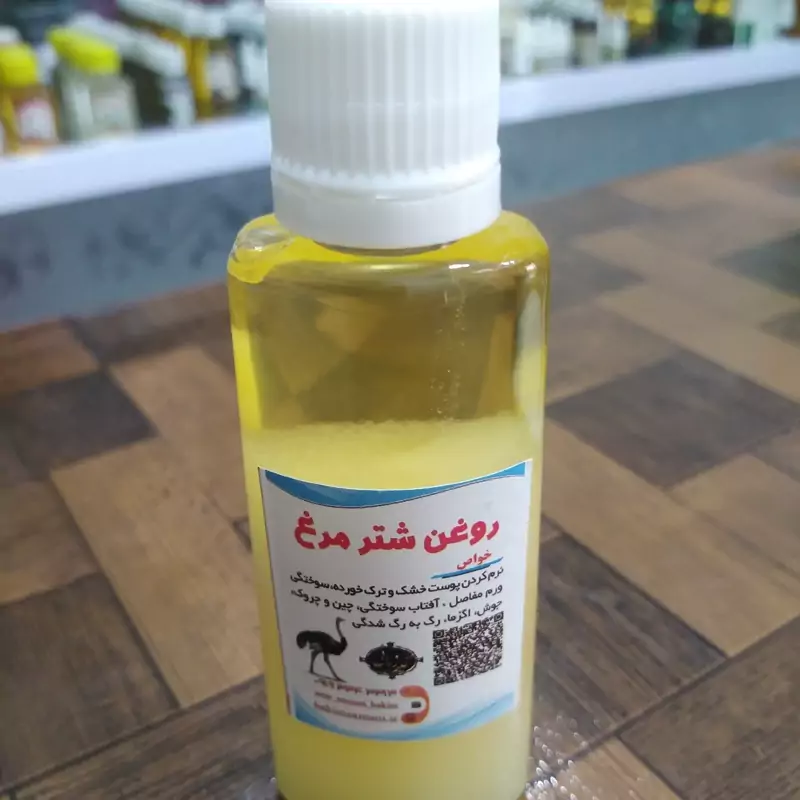 روغن شتر مرغ
خواص
نرم کردن پوست خشک و ترک خورده، سوختگی
ورم مفاصل ، آفتاب سوختگی، چین و چروک،
جوش، اگزما، رگ به رگ شدگی